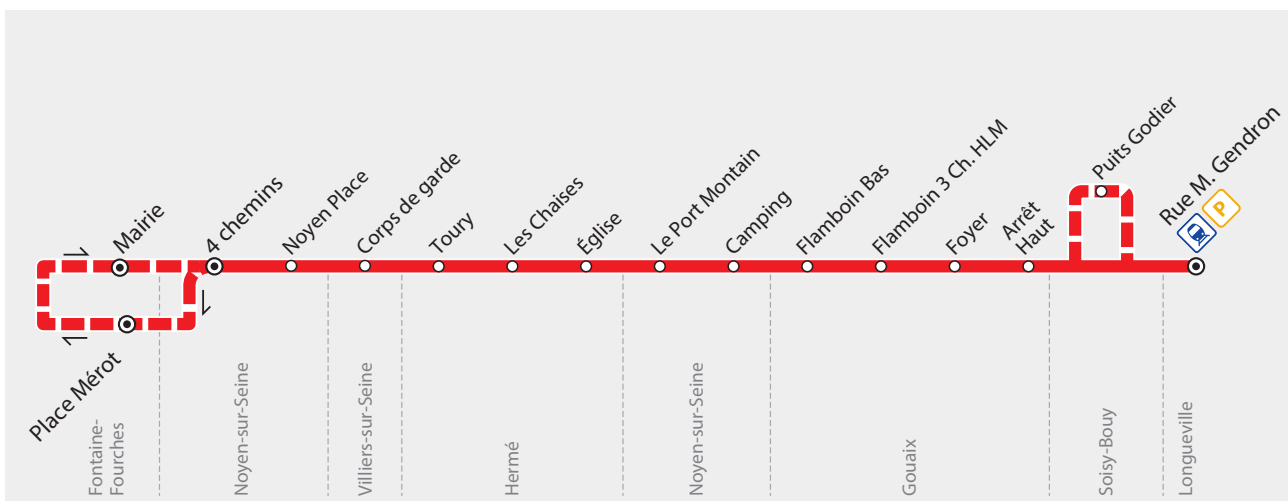 Mairie
4 chemins
Noyen Place
Corps de garde
Toury
Les Chaises
Église
Le Port Montain
Camping
Flamboin Bas
Flamboin 3 Ch. HLM
Foyer
Arrêt
Haut
Puits Godier
Rue M. Gendron
P
Place Mérot
Fontaine-
Fourches
Noyen-sur-Seine
Villiers-sur-Seine
Hermé
Noyen-sur-Seine
Gouaix
Soisy-Bouy
Longueville